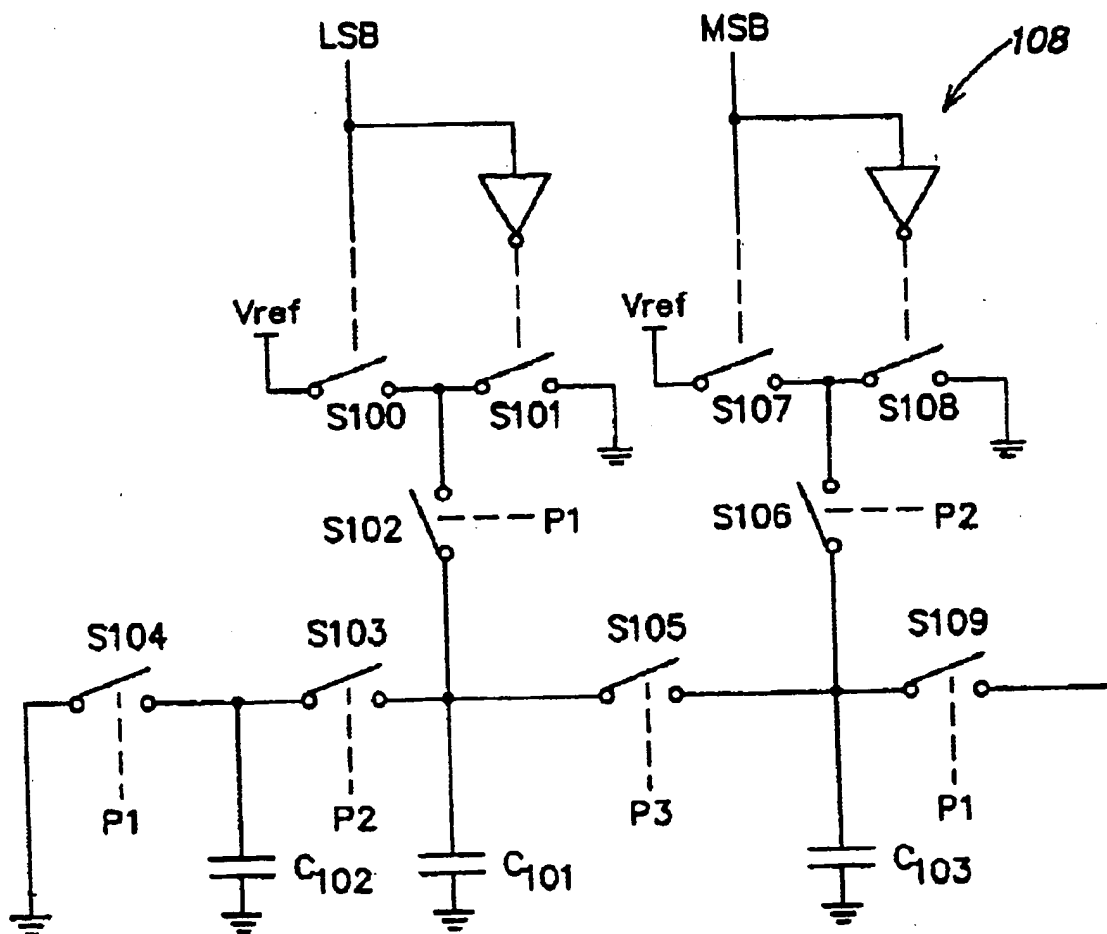 LSB
MSB
108
Vref
Vref
S100
S101
S107
S108
S102
P1
S106
P2
S104
S103
S105
S109
P1
P2
P3
P1
C102
C101
C103